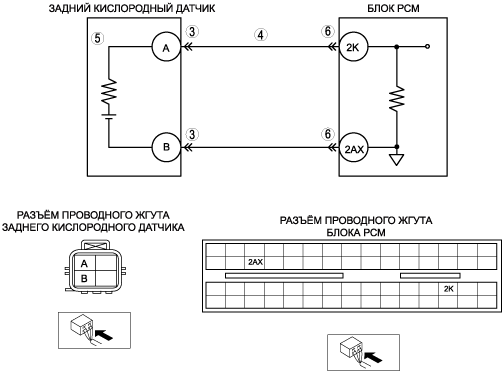 ЗАДНИЙ КИСЛОРОДНЫЙ ДАТЧИК
БЛОК PCM
5
3
4
6
A
2K
3
6
B
2AX
РАЗЪЁМ ПРОВОДНОГО ЖГУТА
ЗАДНЕГО КИСЛОРОДНОГО ДАТЧИКА
A
B
РАЗЪЁМ ПРОВОДНОГО ЖГУТА
БЛОКА PCM
2AX
2K